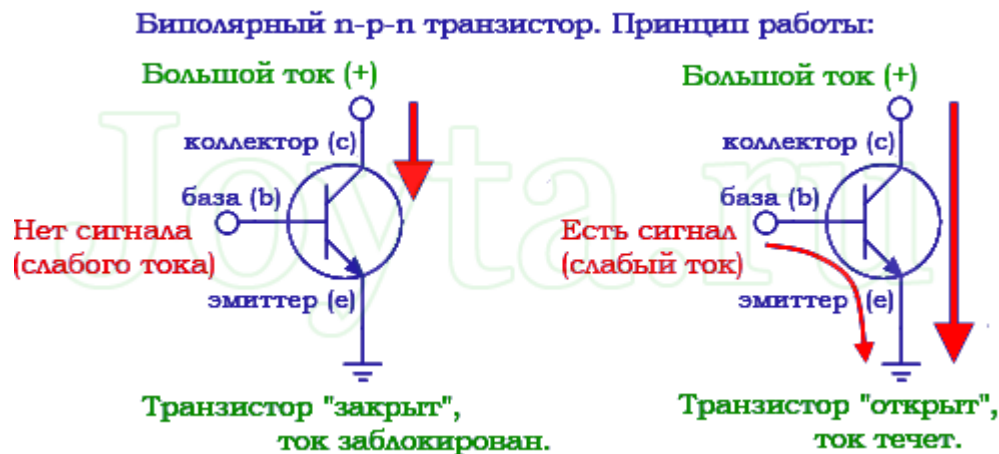 Биполярный n-p-n транзистор. Принцип работы:
Большой ток (+)
коллектор (c)
база (b)
Нет сигнала
(слабого тока)
эмиттер (e)
Транзистор "закрыт",
ток заблокирован.
Большой ток (+)
коллектор (c)
база (b)
Есть сигнал
(слабый ток)
эмиттер (e)
Транзистор "открыт",
ток течет.
Joyta.ru